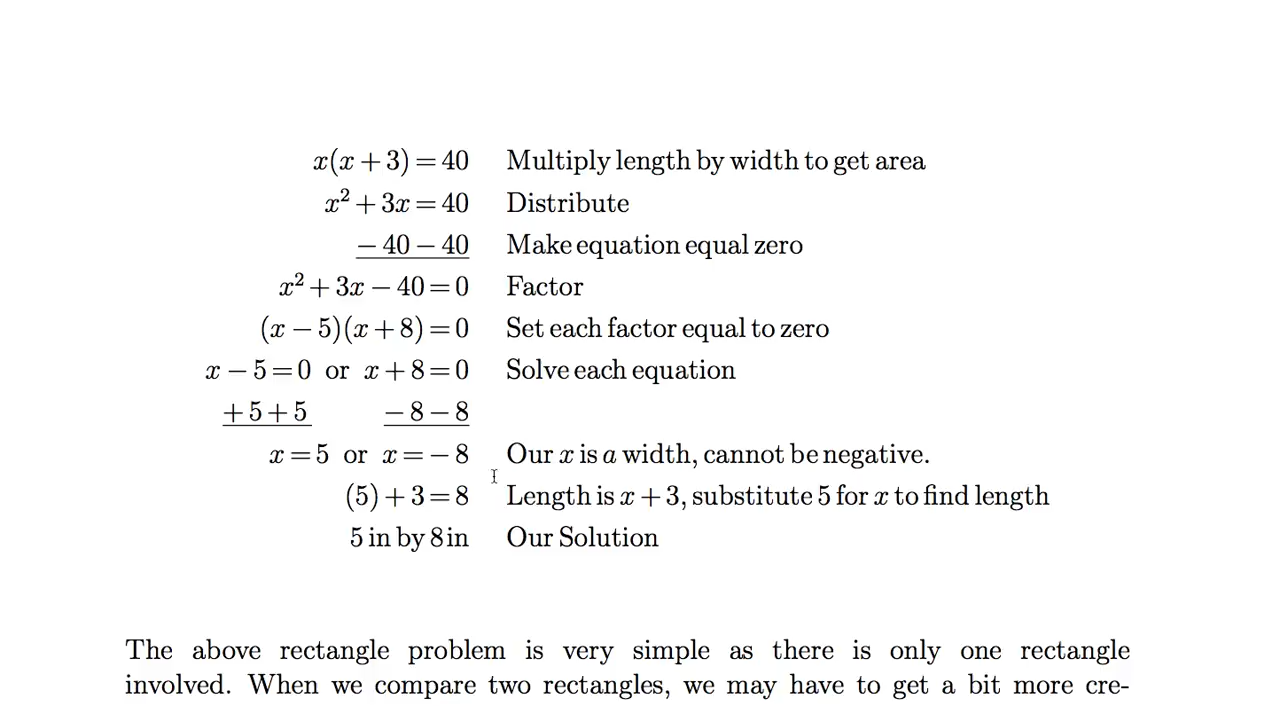 x(x + 3) = 40 Multiply length by width to get area
x² + 3x = 40 Distribute
− 40 − 40 Make equation equal zero
x² + 3x − 40 = 0 Factor
(x − 5)(x + 8) = 0 Set each factor equal to zero
x − 5 = 0 or x + 8 = 0 Solve each equation
+ 5 + 5 − 8 − 8
x = 5 or x = − 8 Our x is a width, cannot be negative.
(5) + 3 = 8 Length is x + 3, substitute 5 for x to find length
5 in by 8 in Our Solution
The above rectangle problem is very simple as there is only one rectangle
involved. When we compare two rectangles, we may have to get a bit more cre-